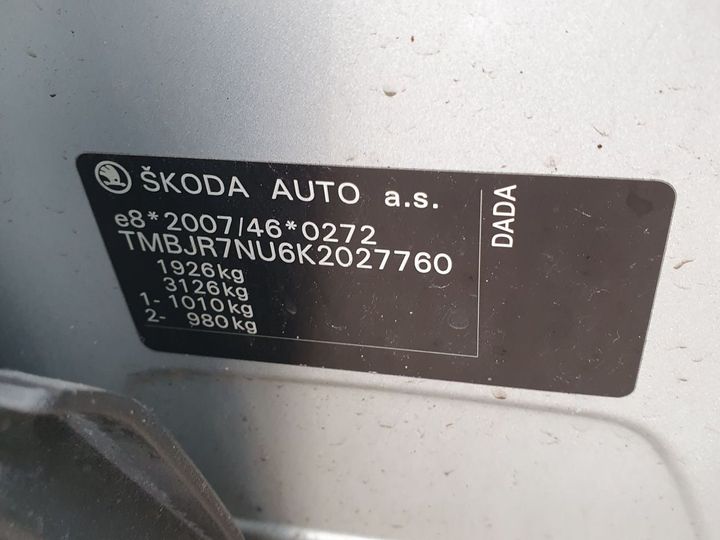 ŠKODA AUTO a.s.
e8*2007/46*0272
TMBJR7NU6K2027760
1926kg
3126kg
1- 1010kg
2- 980kg
DADA